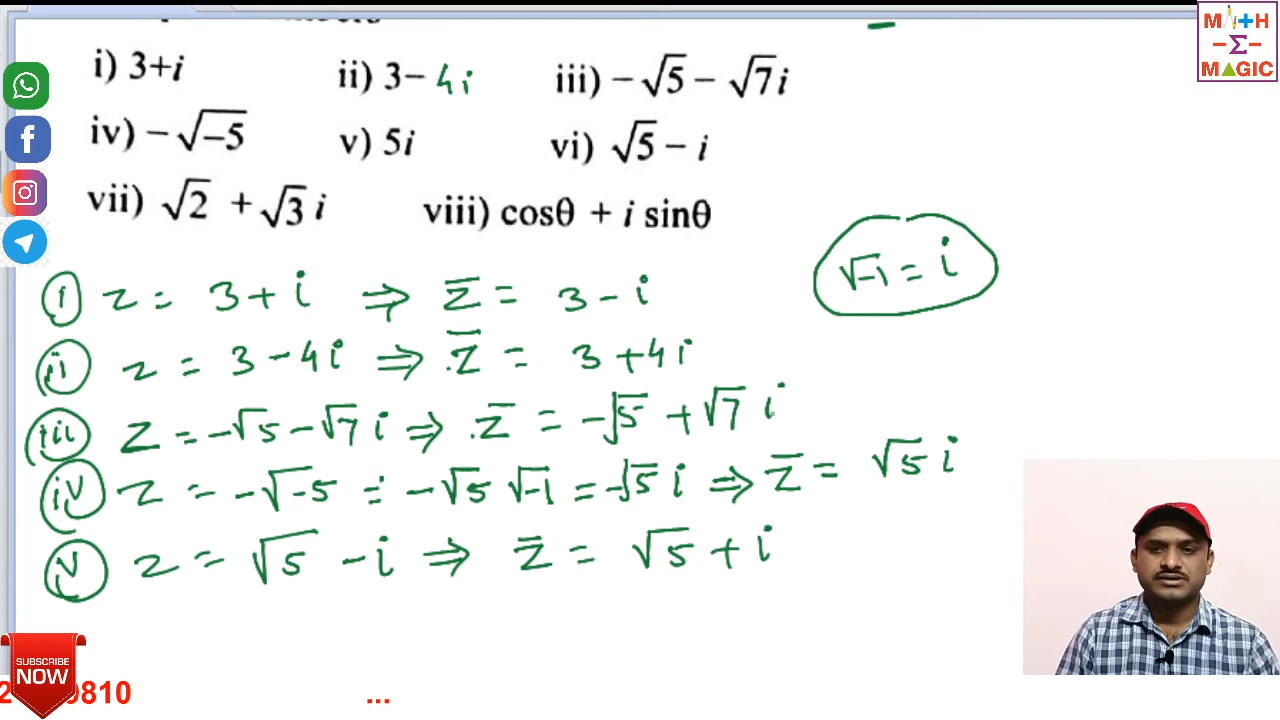 i) 3+i ii) 3- 4i iii) -√5 - √7i
iv) -√-5 v) 5i vi) √5 - i
vii) √2 + √3 i viii) cosθ + i sinθ
√-1 = i
i z = 3+i ⇒ z̄ = 3-i
ii z = 3-4i ⇒ z̄ = 3+4i
iii z = -√5-√7 i ⇒ z̄ = -√5 + √7 i
iv z = -√-5 = -√5 √-1 = -√5 i ⇒ z̄ = √5 i
v z = √5 - i ⇒ z̄ = √5 + i
MATH
-Σ-
MAGIC
SUBSCRIBE
NOW
810
...